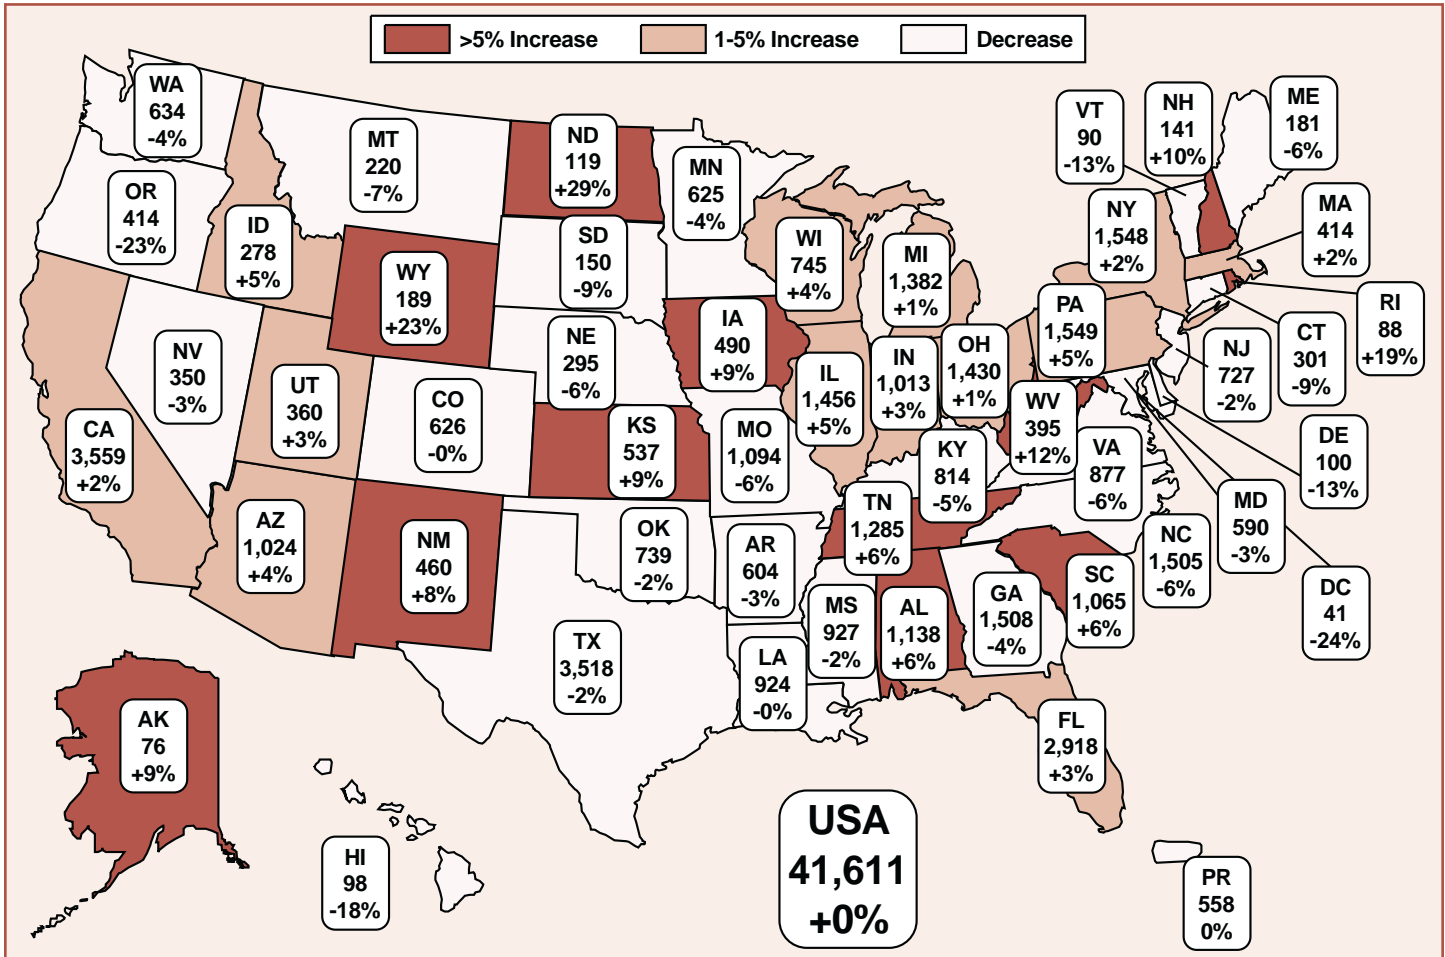 >5% Increase
1-5% Increase
Decrease
WA
634
-4%
MT
220
-7%
ND
119
+29%
MN
625
-4%
VT
90
-13%
NH
141
+10%
ME
181
-6%
OR
414
-23%
ID
278
+5%
WY
189
+23%
SD
150
-9%
WI
745
+4%
MI
1,382
+1%
NY
1,548
+2%
MA
414
+2%
RI
88
+19%
CT
301
-9%
NJ
727
-2%
PA
1,549
+5%
NV
350
-3%
UT
360
+3%
CO
626
-0%
NE
295
-6%
IA
490
+9%
IL
1,456
+5%
IN
1,013
+3%
OH
1,430
+1%
WV
395
+12%
CA
3,559
+2%
KS
537
+9%
MO
1,094
-6%
KY
814
-5%
VA
877
-6%
DE
100
-13%
MD
590
-3%
DC
41
-24%
AZ
1,024
+4%
NM
460
+8%
OK
739
-2%
AR
604
-3%
TN
1,285
+6%
NC
1,505
-6%
SC
1,065
+6%
GA
1,508
-4%
AL
1,138
+6%
MS
927
-2%
TX
3,518
-2%
LA
924
-0%
FL
2,918
+3%
AK
76
+9%
HI
98
-18%
USA
41,611
+0%
PR
558
0%